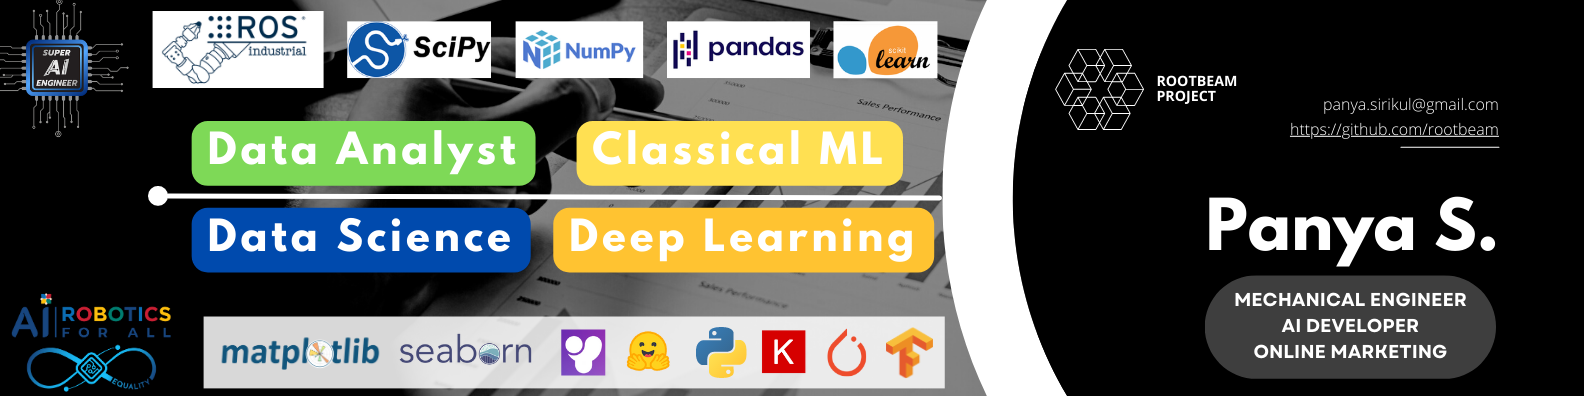 SUPER
AI
ENGINEER
ROS
industrial
SciPy
NumPy
pandas
scikit
learn
Sales Performance
Data Analyst
Classical ML
Data Science
Deep Learning
Sales Performance
AI ROBOTICS
FOR ALL
EQUALITY
matplotlib
seaborn
K
ROOTBEAM
PROJECT
panya.sirikul@gmail.com
https://github.com/rootbeam
Panya S.
MECHANICAL ENGINEER
AI DEVELOPER
ONLINE MARKETING